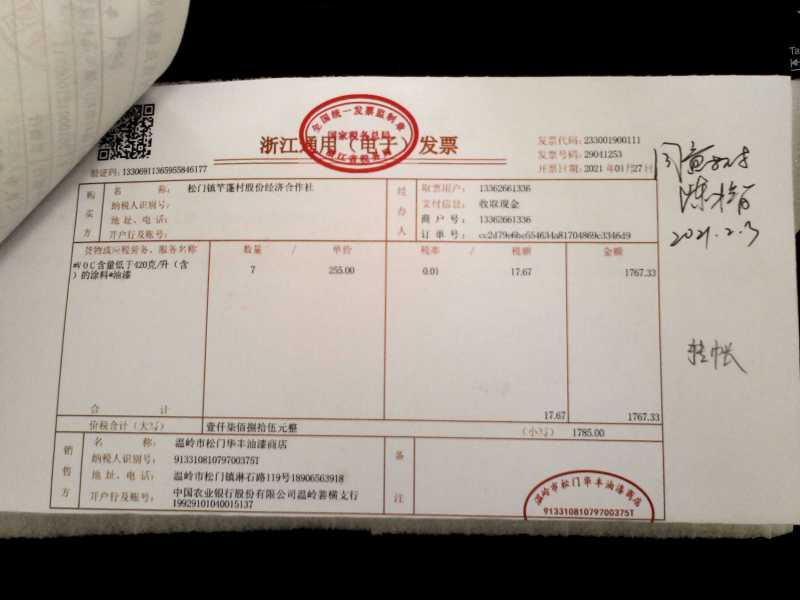 全国统一发票监制章
国家税务总局
浙江省税务局
浙江通用（电子）发票
发票代码：233001900111
发票号码：29041253
开票日期：2021年01月27日
验证码：13306911365955846177
购买方
名 称： 松门镇竿蓬村股份经济合作社
纳税人识别号：
地 址、电 话：
开户行及账号：
经办人
取票用户： 13362661336
支付信息： 收取现金
商 户 号： 13362661336
订 单 号：
货物或应税劳务、服务名称 数量 / 单价 税率 / 税额 金额
*VOC含量低于420克/升（含 7 255.00 0.01 17.67 1767.33
）的涂料*油漆
合 计 17.67 1767.33
价税合计（大写） 壹仟柒佰捌拾伍元整 （小写） 1785.00
销售方
名 称： 温岭市松门华丰油漆商店
纳税人识别号： 91331081079700375T
地 址、电 话： 温岭市松门镇淋石路119号18906563918
开户行及账号： 中国农业银行股份有限公司温岭箬横支行
19929101040015137
备注
温岭市松门华丰油漆商店
91331081079700375T
同
2021.2.3
转帐